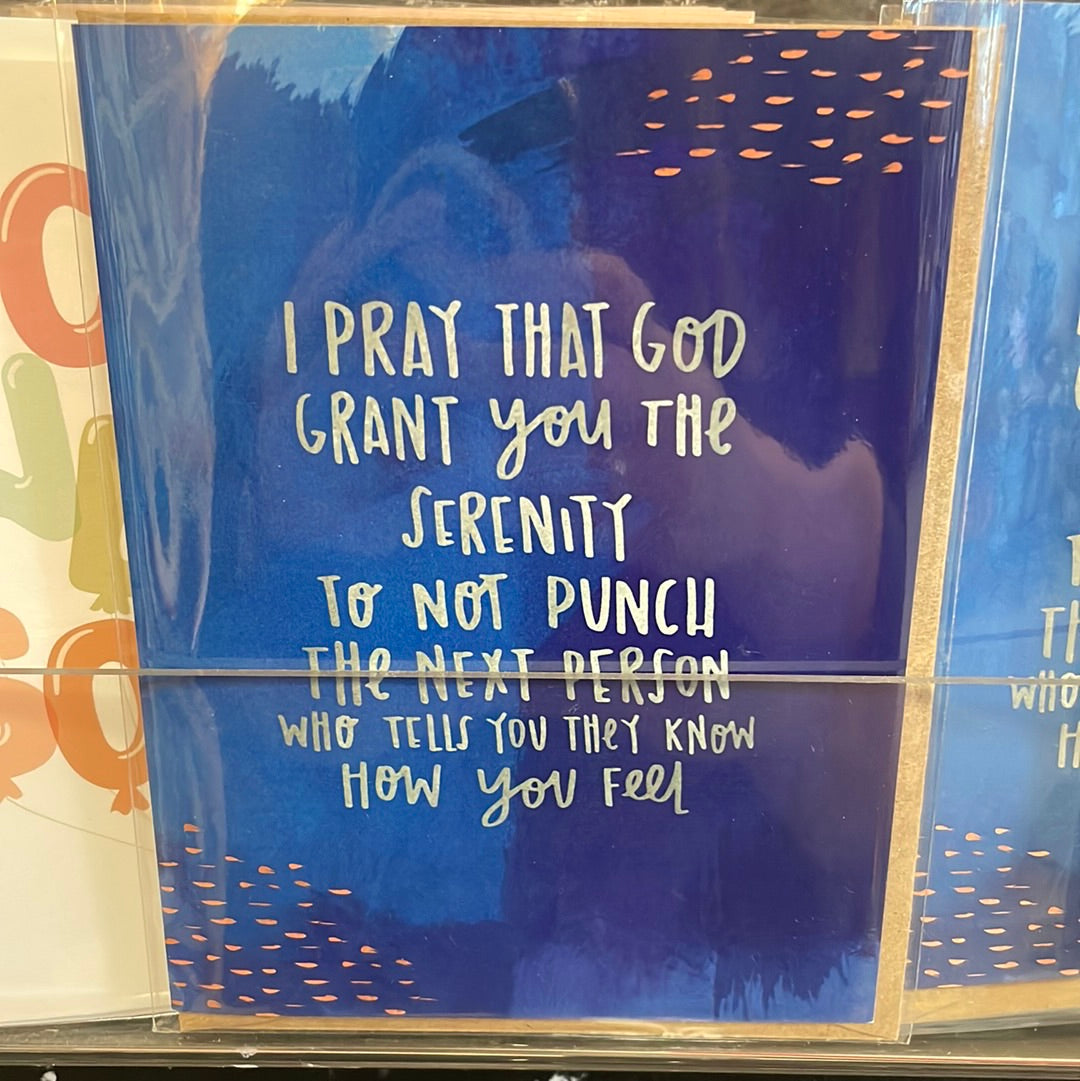 I PRAY THAT GOD
GRANT you THe
SERENiTY
To NOT PUNCH
THe NEXT PERSON
WHO TELLS YOU THeY KNOW
HOW you Feel